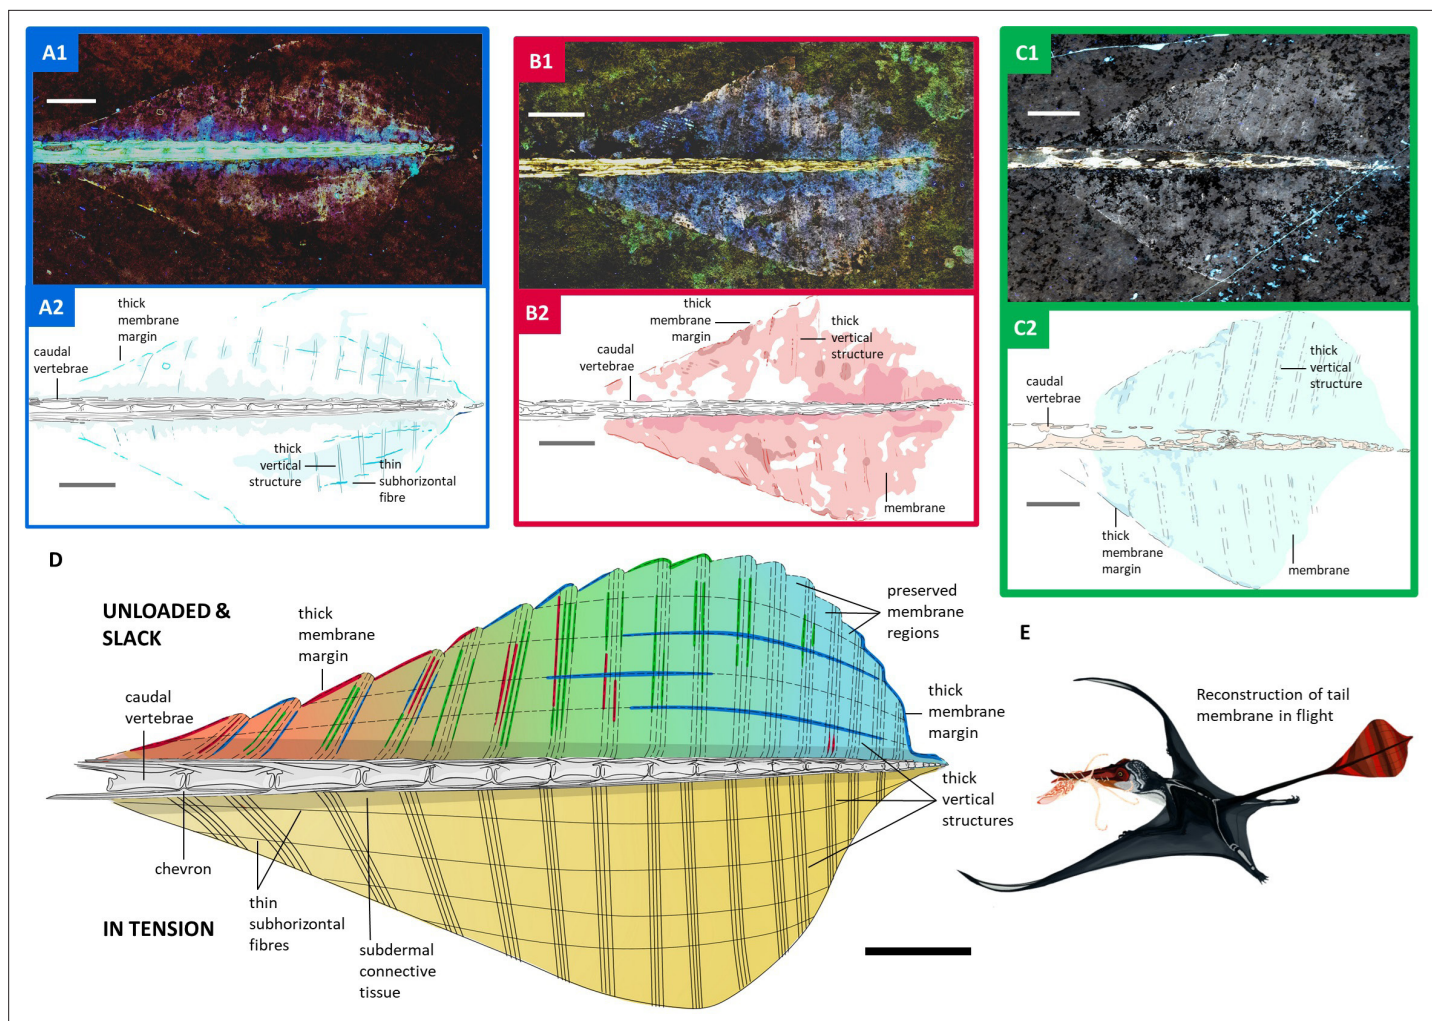 A1
B1
C1
A2
thick
membrane
margin
caudal
vertebrae
thick
vertical
structure
thin
subhorizontal
fibre
B2
thick
membrane
margin
thick
vertical
structure
caudal
vertebrae
membrane
C2
thick
vertical
structure
caudal
vertebrae
thick
membrane
margin
membrane
D
UNLOADED &
SLACK
thick
membrane
margin
caudal
vertebrae
preserved
membrane
regions
thick
membrane
margin
thick
vertical
structures
chevron
thin
subhorizontal
fibres
IN TENSION
subdermal
connective
tissue
E
Reconstruction of tail
membrane in flight